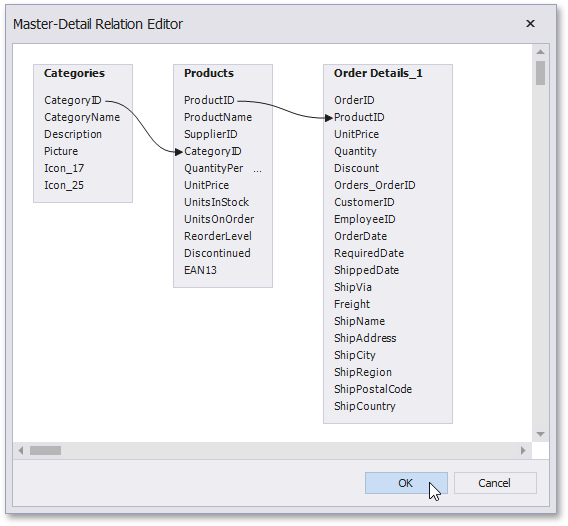 Master-Detail Relation Editor
Categories
CategoryID
CategoryName
Description
Picture
Icon_17
Icon_25
Products
ProductID
ProductName
SupplierID
CategoryID
QuantityPer ...
UnitPrice
UnitsInStock
UnitsOnOrder
ReorderLevel
Discontinued
EAN13
Order Details_1
OrderID
ProductID
UnitPrice
Quantity
Discount
Orders_OrderID
CustomerID
EmployeeID
OrderDate
RequiredDate
ShippedDate
ShipVia
Freight
ShipName
ShipAddress
ShipCity
ShipRegion
ShipPostalCode
ShipCountry
OK
Cancel